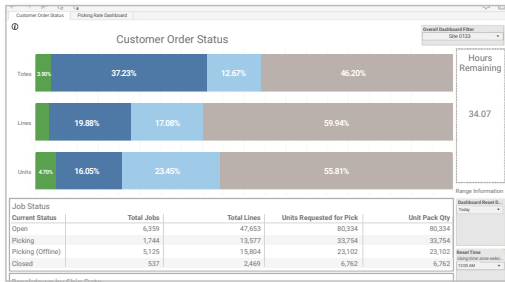 Customer Order Status
Picking Rate Dashboard
Customer Order Status
Overall Dashboard Filter
Site 0133
Totes 3.90% 37.23% 12.67% 46.20%
Lines 19.88% 17.08% 59.94%
Units 4.70% 16.05% 23.45% 55.81%
Hours
Remaining
34.07
Range Information
Dashboard Reset D...
Today
Reset Time
12:00 AM
Job Status
Current Status Total Jobs Total Lines Units Requested for Pick Unit Pack Qty
Open 6,359 47,653 80,334 80,334
Picking 1,744 13,577 33,754 33,754
Picking (Offline) 5,125 15,804 23,102 23,102
Closed 537 2,469 6,762 6,762